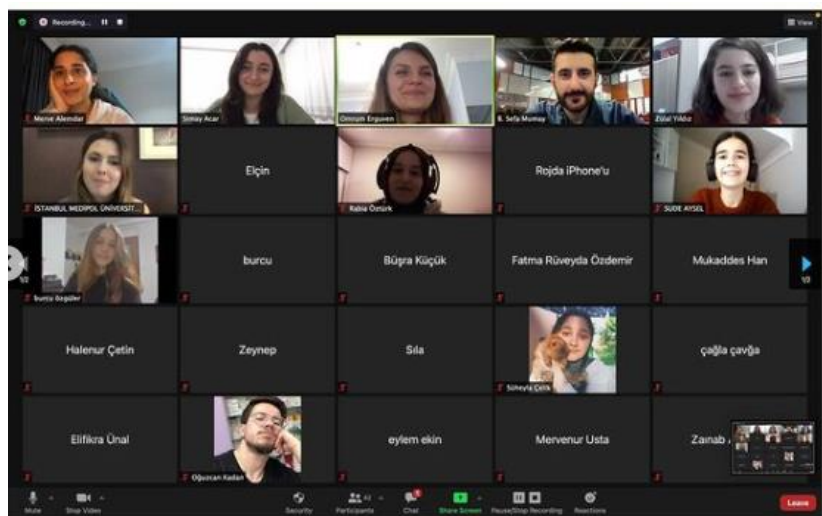 Recording...
View
Merve Alemdar
Simay Acar
Omrum Erguven
B. Sefa Mumay
Zülal Yıldız
İSTANBUL MEDİPOL ÜNİVERSİT...
Elçin
Rabia Öztürk
Rojda iPhone'u
SUDE AYSEL
burcu özgüler
burcu
Büşra Küçük
Fatma Rüveyda Özdemir
Mukaddes Han
1/2
1/2
Halenur Çetin
Zeynep
Sıla
Süheyla Çelik
çağla çavğa
Elifikra Ünal
Oğuzcan Kadan
eylem ekin
Mervenur Usta
Zainab
Mute
Stop Video
Security
Participants
42
Chat
Share Screen
Pause/Stop Recording
Reactions
Leave